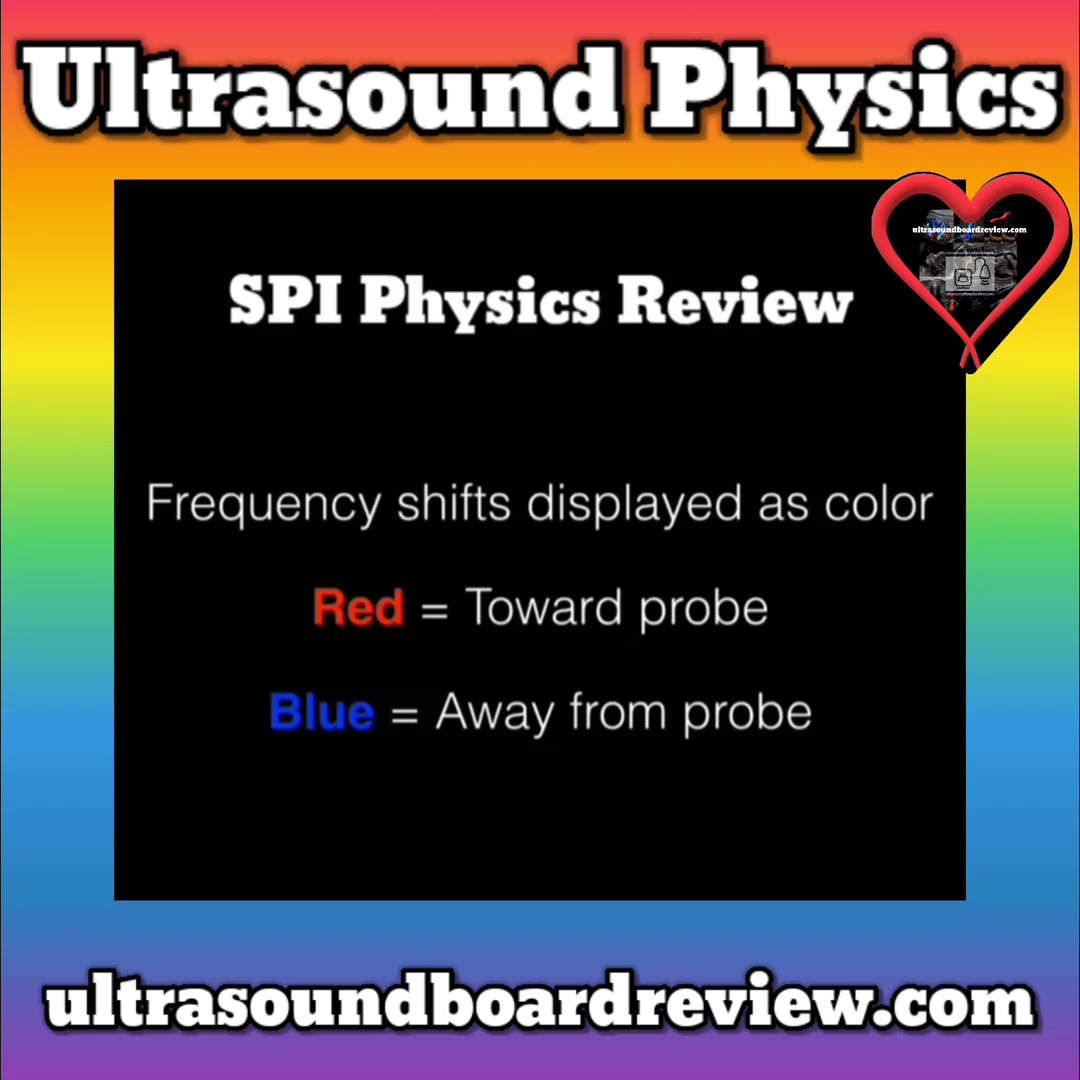 Ultrasound Physics
ultrasoundboardreview.com
SPI Physics Review
Frequency shifts displayed as color
Red = Toward probe
Blue = Away from probe
ultrasoundboardreview.com